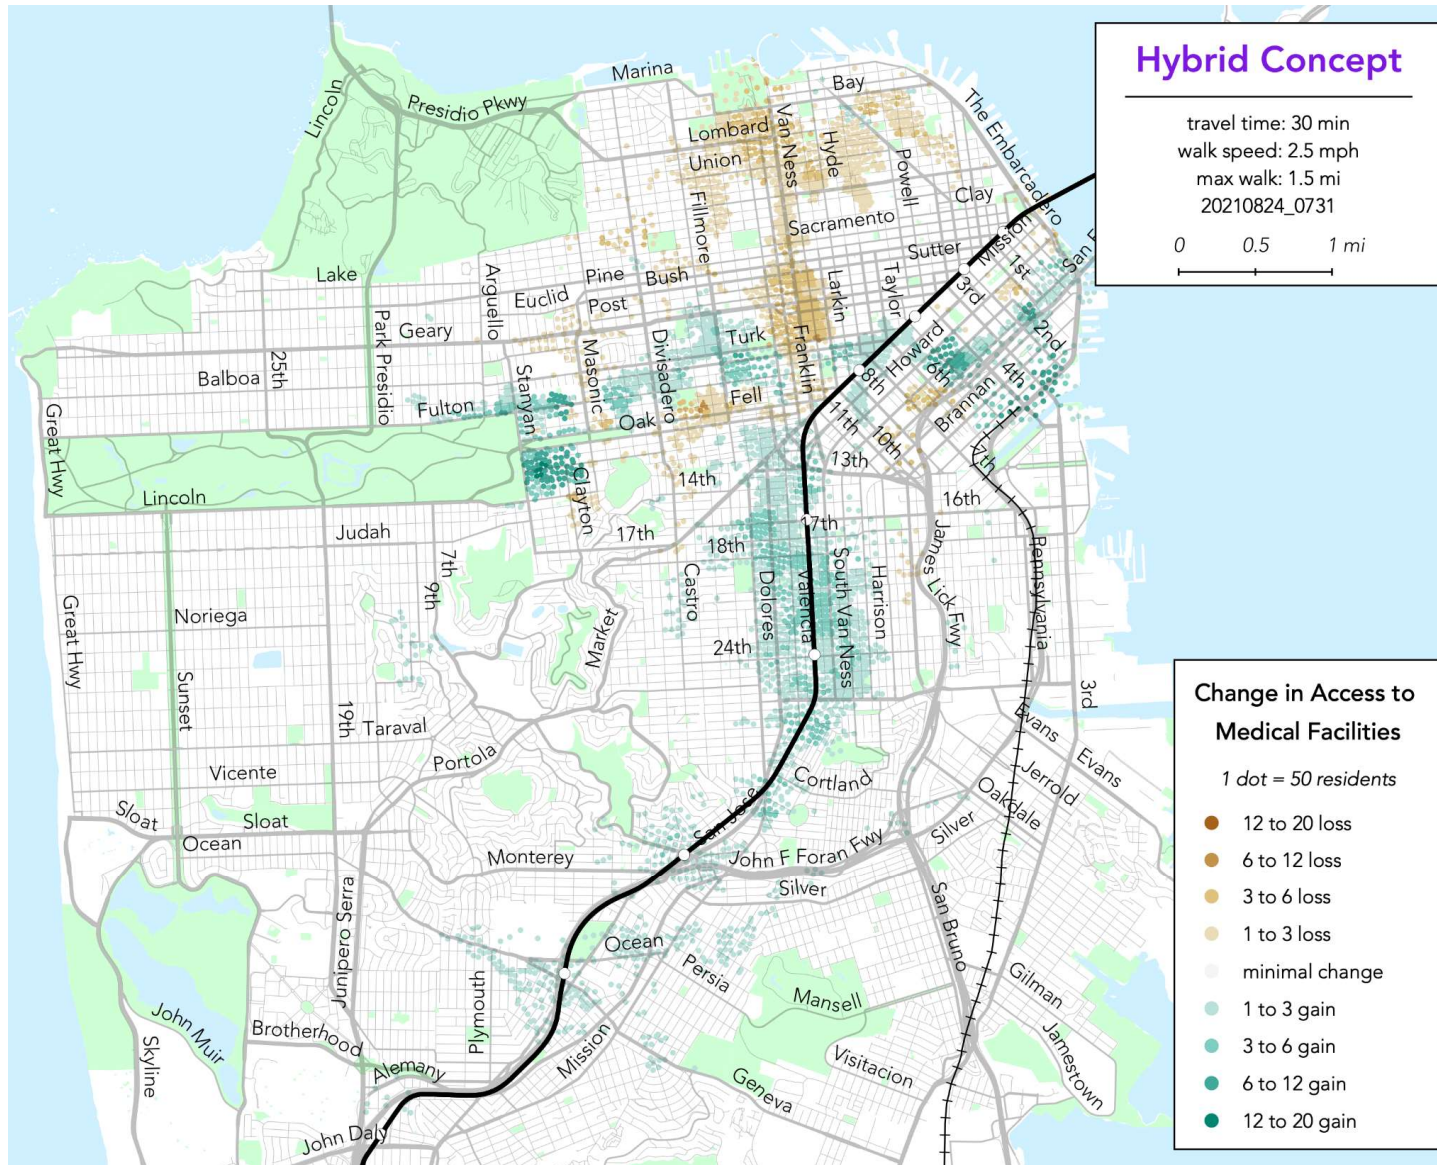 Hybrid Concept
travel time: 30 min
walk speed: 2.5 mph
max walk: 1.5 mi
20210824_0731
0 0.5 1 mi
Marina
Bay
Presidio Pkwy
Lincoln
The Embarcadero
Lombard
Van Ness
Hyde
Union
Powell
Clay
Fillmore
Sacramento
Mission
San F
Sutter
1st
Lake
Arguello
Pine
Bush
Larkin
Taylor
3rd
Euclid
Post
Geary
Park Presidio
Turk
Franklin
Howard
2nd
25th
Balboa
Stanyan
Masonic
Divisadero
8th
6th
4th
Fulton
Fell
Brannan
Great Hwy
Oak
11th
10th
13th
7th
Clayton
14th
Lincoln
16th
Judah
17th
17th
18th
James Lick Fwy
Pennsylvania
7th
9th
Castro
Dolores
Valencia
South Van Ness
Harrison
Great Hwy
Noriega
Market
24th
Sunset
19th
Taraval
3rd
Evans
Portola
Vicente
Cortland
Evans
Jerrold
Oakdale
Sloat
Sloat
San Jose
Silver
Ocean
Monterey
John F Foran Fwy
Silver
Junipero Serra
San Bruno
Ocean
Persia
Plymouth
Gilman
Mansell
John Muir
Brotherhood
Mission
Jamestown
Skyline
Alemany
Visitacion
Geneva
John Daly
Change in Access to
Medical Facilities
1 dot = 50 residents
12 to 20 loss
6 to 12 loss
3 to 6 loss
1 to 3 loss
minimal change
1 to 3 gain
3 to 6 gain
6 to 12 gain
12 to 20 gain